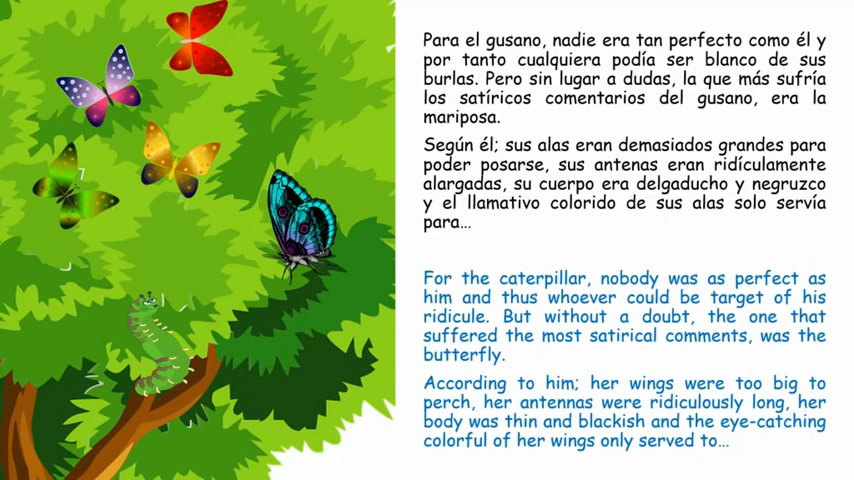 Para el gusano, nadie era tan perfecto como él y
por tanto cualquiera podía ser blanco de sus
burlas. Pero sin lugar a dudas, la que más sufría
los satíricos comentarios del gusano, era la
mariposa.
Según él; sus alas eran demasiados grandes para
poder posarse, sus antenas eran ridículamente
alargadas, su cuerpo era delgaducho y negruzco
y el llamativo colorido de sus alas solo servía
para…
For the caterpillar, nobody was as perfect as
him and thus whoever could be target of his
ridicule. But without a doubt, the one that
suffered the most satirical comments, was the
butterfly.
According to him; her wings were too big to
perch, her antennas were ridiculously long, her
body was thin and blackish and the eye-catching
colorful of her wings only served to…